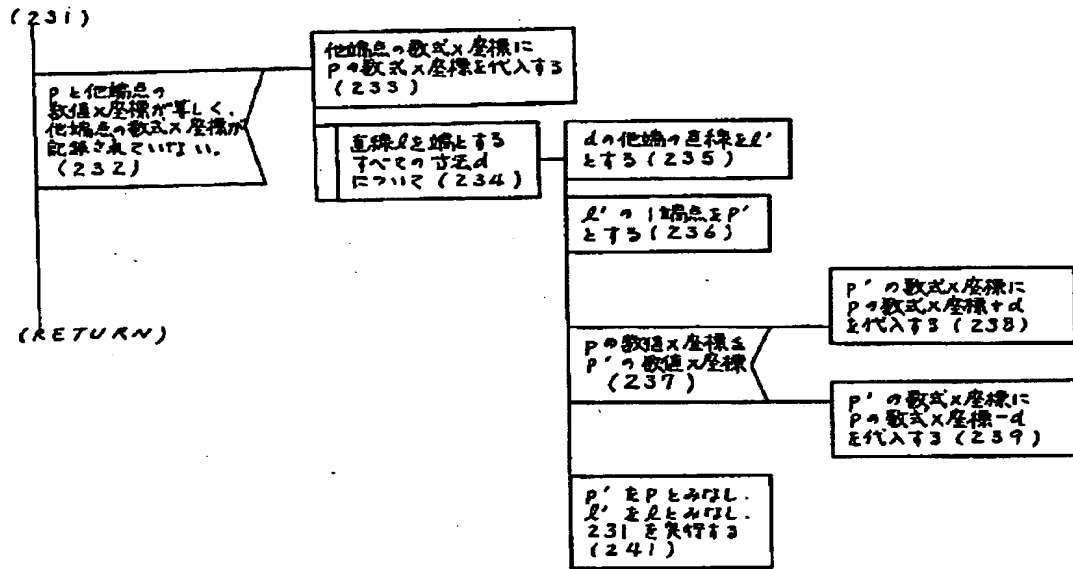 (231)
Pと他端点の
数値X座標が等しく、
他端点の数式X座標が
記録されていない。
(232)
他端点の数式X座標に
Pの数式X座標を代入する
(233)
直線ℓを端とする
すべての寸法d
について(234)
dの他端の直線をℓ'
とする(235)
ℓ'の1端点をP'
とする(236)
Pの数値X座標≤
P'の数値X座標
(237)
P'の数式X座標に
Pの数式X座標+d
を代入する(238)
P'の数式X座標に
Pの数式X座標-d
を代入する(239)
P'をPとみなし.
ℓ'をℓとみなし.
231を実行する
(241)
(RETURN)